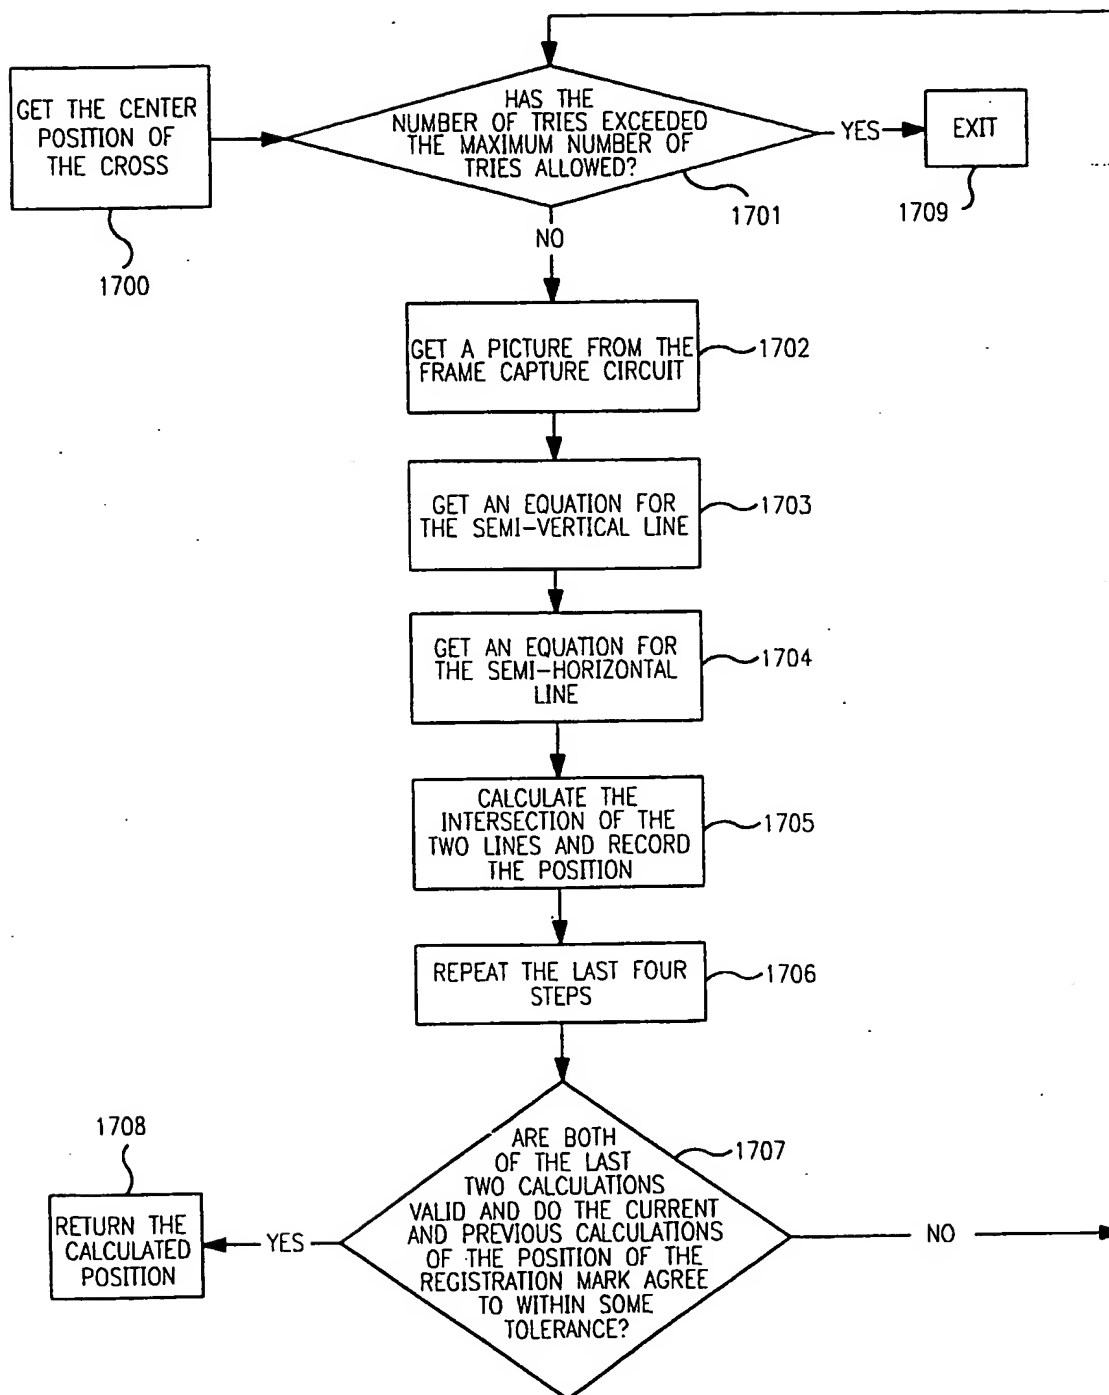 GET THE CENTER
POSITION OF
THE CROSS
1700
HAS THE
NUMBER OF TRIES EXCEEDED
THE MAXIMUM NUMBER OF
TRIES ALLOWED?
1701
YES
EXIT
1709
NO
GET A PICTURE FROM THE
FRAME CAPTURE CIRCUIT
1702
GET AN EQUATION FOR
THE SEMI-VERTICAL LINE
1703
GET AN EQUATION FOR
THE SEMI-HORIZONTAL
LINE
1704
CALCULATE THE
INTERSECTION OF THE
TWO LINES AND RECORD
THE POSITION
1705
REPEAT THE LAST FOUR
STEPS
1706
ARE BOTH
OF THE LAST
TWO CALCULATIONS
VALID AND DO THE CURRENT
AND PREVIOUS CALCULATIONS
OF THE POSITION OF THE
REGISTRATION MARK AGREE
TO WITHIN SOME
TOLERANCE?
1707
YES
1708
RETURN THE
CALCULATED
POSITION
NO